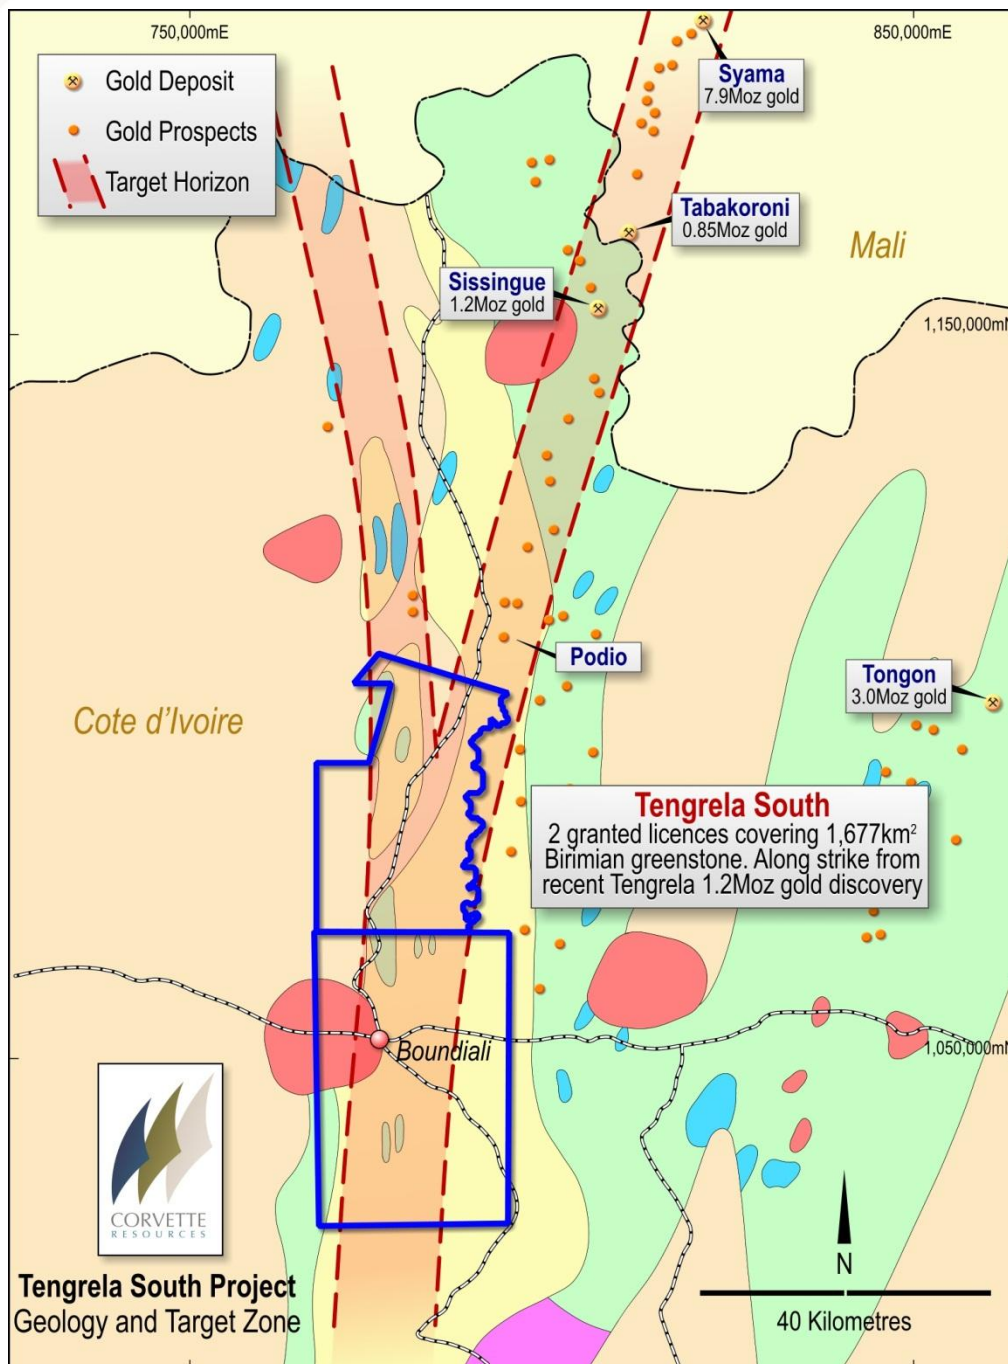 750,000mE
850,000mE
Gold Deposit
Gold Prospects
Target Horizon
Syama
7.9Moz gold
Tabakoroni
0.85Moz gold
Mali
Sissingue
1.2Moz gold
1,150,000mN
Podio
Tongon
3.0Moz gold
Cote d'Ivoire
Tengrela South
2 granted licences covering 1,677km²
Birimian greenstone. Along strike from
recent Tengrela 1.2Moz gold discovery
Boundiali
1,050,000mN
CORVETTE
RESOURCES
Tengrela South Project
Geology and Target Zone
N
40 Kilometres